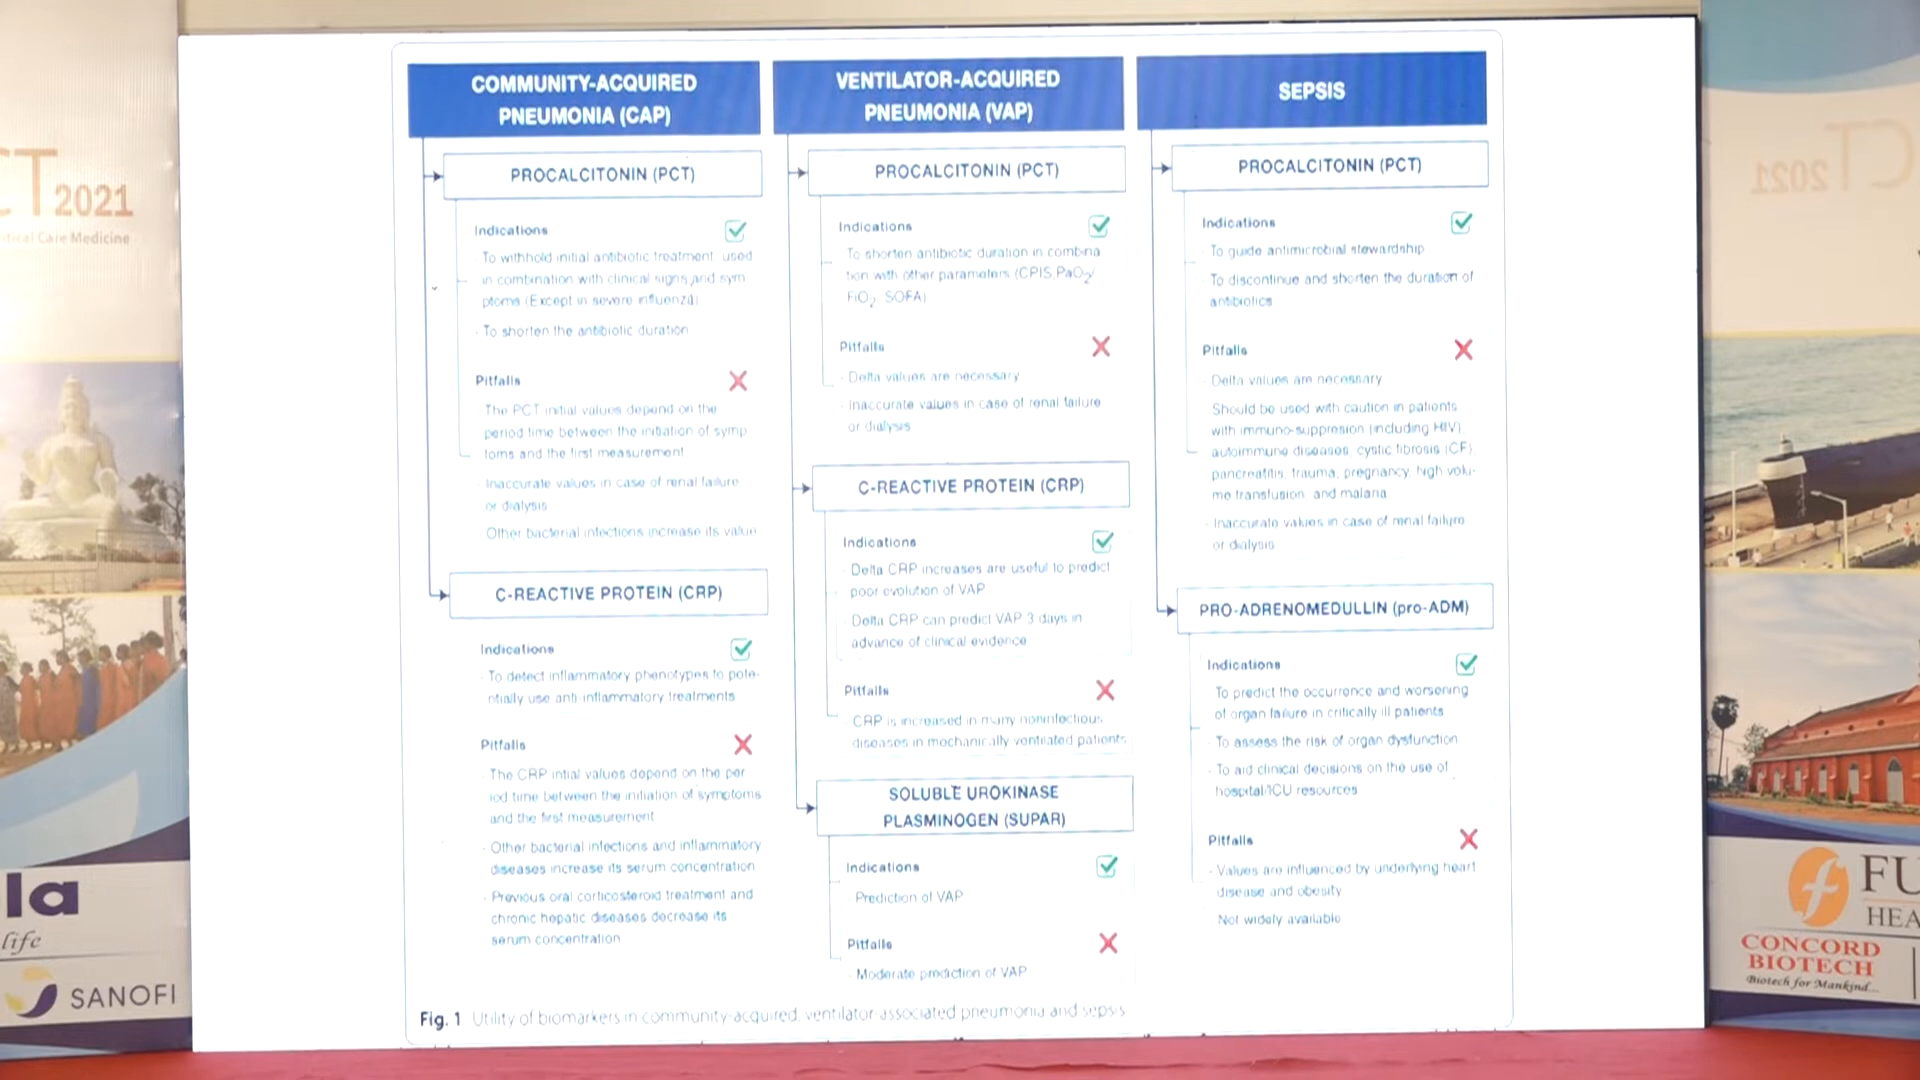 COMMUNITY-ACQUIRED
PNEUMONIA (CAP)
PROCALCITONIN (PCT)
Indications
To withhold initial antibiotic treatment used
in combination with clinical signs and sym
ptoms (Except in severe influenza)
- To shorten the antibiotic duration
Pitfalls
The PCT initial values depend on the
period time between the initiation of symp
toms and the first measurement
Inaccurate values in case of renal failure
or dialysis
Other bacterial infections increase its value
C-REACTIVE PROTEIN (CRP)
Indications
- To detect inflammatory phenotypes to pote-
ntially use anti-inflammatory treatments
Pitfalls
- The CRP intial values depend on the per
iod time between the initiation of symptoms
and the first measurement
- Other bacterial infections and inflammatory
diseases increase its serum concentration
- Previous oral corticosteroid treatment and
chronic hepatic diseases decrease its
serum concentration
VENTILATOR-ACQUIRED
PNEUMONIA (VAP)
PROCALCITONIN (PCT)
Indications
To shorten antibiotic duration in combina
tion with other parameters (CPIS PaO2/
FiO2 SOFA)
Pitfalls
- Delta values are necessary
- Inaccurate values in case of renal failure
or dialysis
C-REACTIVE PROTEIN (CRP)
Indications
- Delta CRP increases are useful to predict
poor evolution of VAP
- Delta CRP can predict VAP 3 days in
advance of clinical evidence
Pitfalls
CRP is increased in many noninfectious
diseases in mechanically ventilated patients
SOLUBLE UROKINASE
PLASMINOGEN (SUPAR)
Indications
- Prediction of VAP
Pitfalls
- Moderate prediction of VAP
SEPSIS
PROCALCITONIN (PCT)
Indications
- To guide antimicrobial stewardship
- To discontinue and shorten the duration of
antibiotics
Pitfalls
- Delta values are necessary
Should be used with caution in patients
with immuno-suppresion (including HIV)
autoimmune diseases, cystic fibrosis (CF)
pancreatitis, trauma, pregnancy, high volu-
me transfusion, and malaria
- Inaccurate values in case of renal failure
or dialysis
PRO-ADRENOMEDULLIN (pro-ADM)
Indications
To predict the occurrence and worsening
of organ failure in critically ill patients
- To assess the risk of organ dysfunction
- To aid clinical decisions on the use of
hospital/ICU resources
Pitfalls
- Values are influenced by underlying heart
disease and obesity
Not widely available
Fig. 1 Utility of biomarkers in community-acquired, ventilator-associated pneumonia and sepsis
CT 2021
Care Medicine
la
life
SANOFI
CT 2021
FU
HEA
CONCORD
BIOTECH
Biotech for Mankind...